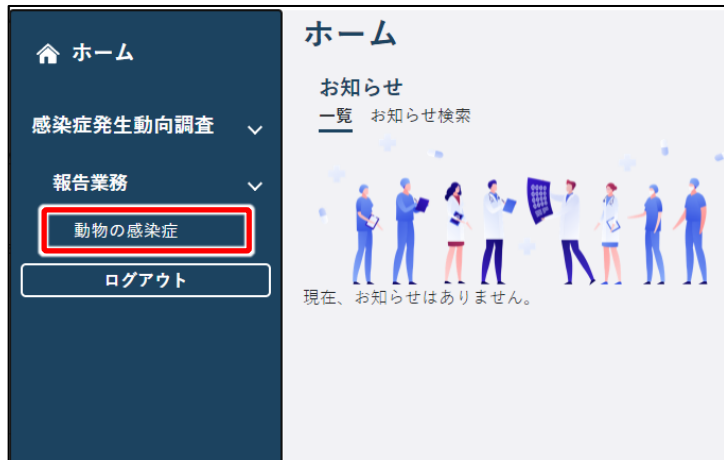 ホーム
感染症発生動向調査
報告業務
動物の感染症
ログアウト
ホーム
お知らせ
一覧 お知らせ検索
現在、お知らせはありません。